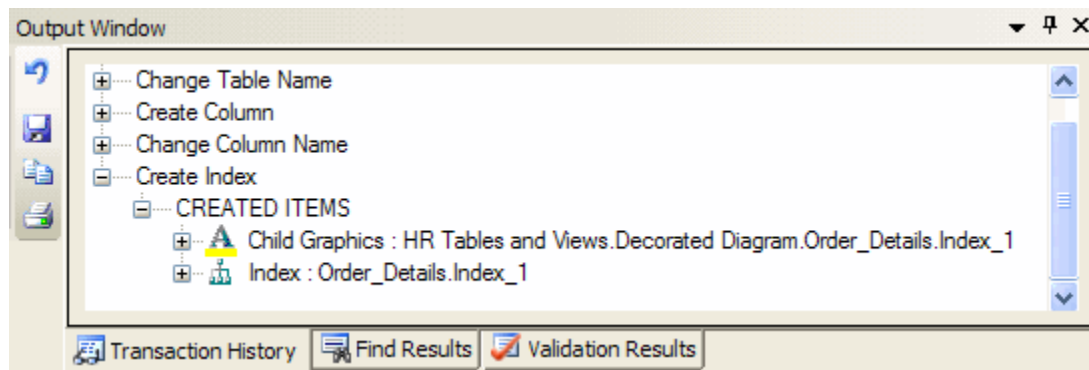 Output Window
Change Table Name
Create Column
Change Column Name
Create Index
CREATED ITEMS
Child Graphics : HR Tables and Views.Decorated Diagram.Order_Details.Index_1
Index : Order_Details.Index_1
Transaction History Find Results Validation Results